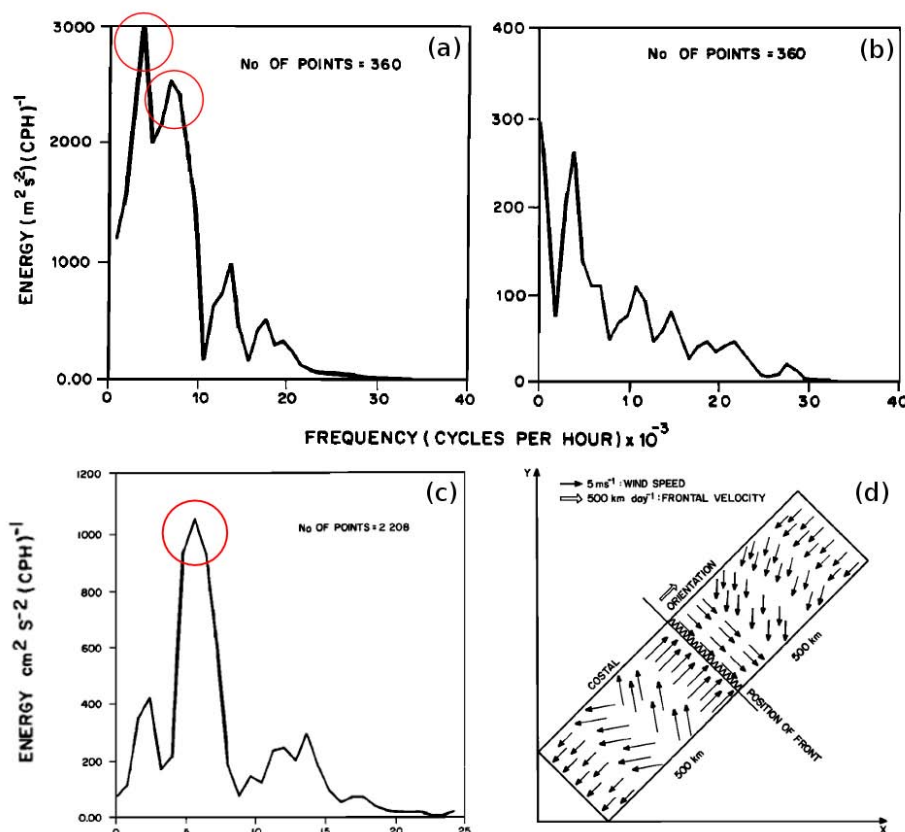 3000
(a)
No OF POINTS = 360
2000
1000
0.00
0
10
20
30
40
ENERGY (m² s²) (CPH)⁻¹
400
(b)
No OF POINTS = 360
300
200
100
0
0
10
20
30
40
FREQUENCY (CYCLES PER HOUR) x 10⁻³
1200
(c)
1000
No OF POINTS = 2 208
800
600
400
200
0.00
0
5
10
15
20
25
ENERGY cm² s⁻² (CPH)⁻¹
Y
(d)
5 ms⁻¹ : WIND SPEED
500 km day⁻¹ : FRONTAL VELOCITY
ORIENTATION
COSTAL
500 km
POSITION OF FRONT
500 km
X